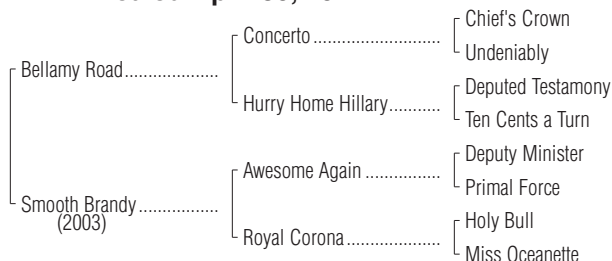 Chief's Crown
Concerto
Undeniably
Bellamy Road
Deputed Testamony
Hurry Home Hillary
Ten Cents a Turn
Deputy Minister
Awesome Again
Primal Force
Smooth Brandy
(2003)
Holy Bull
Royal Corona
Miss Oceanette